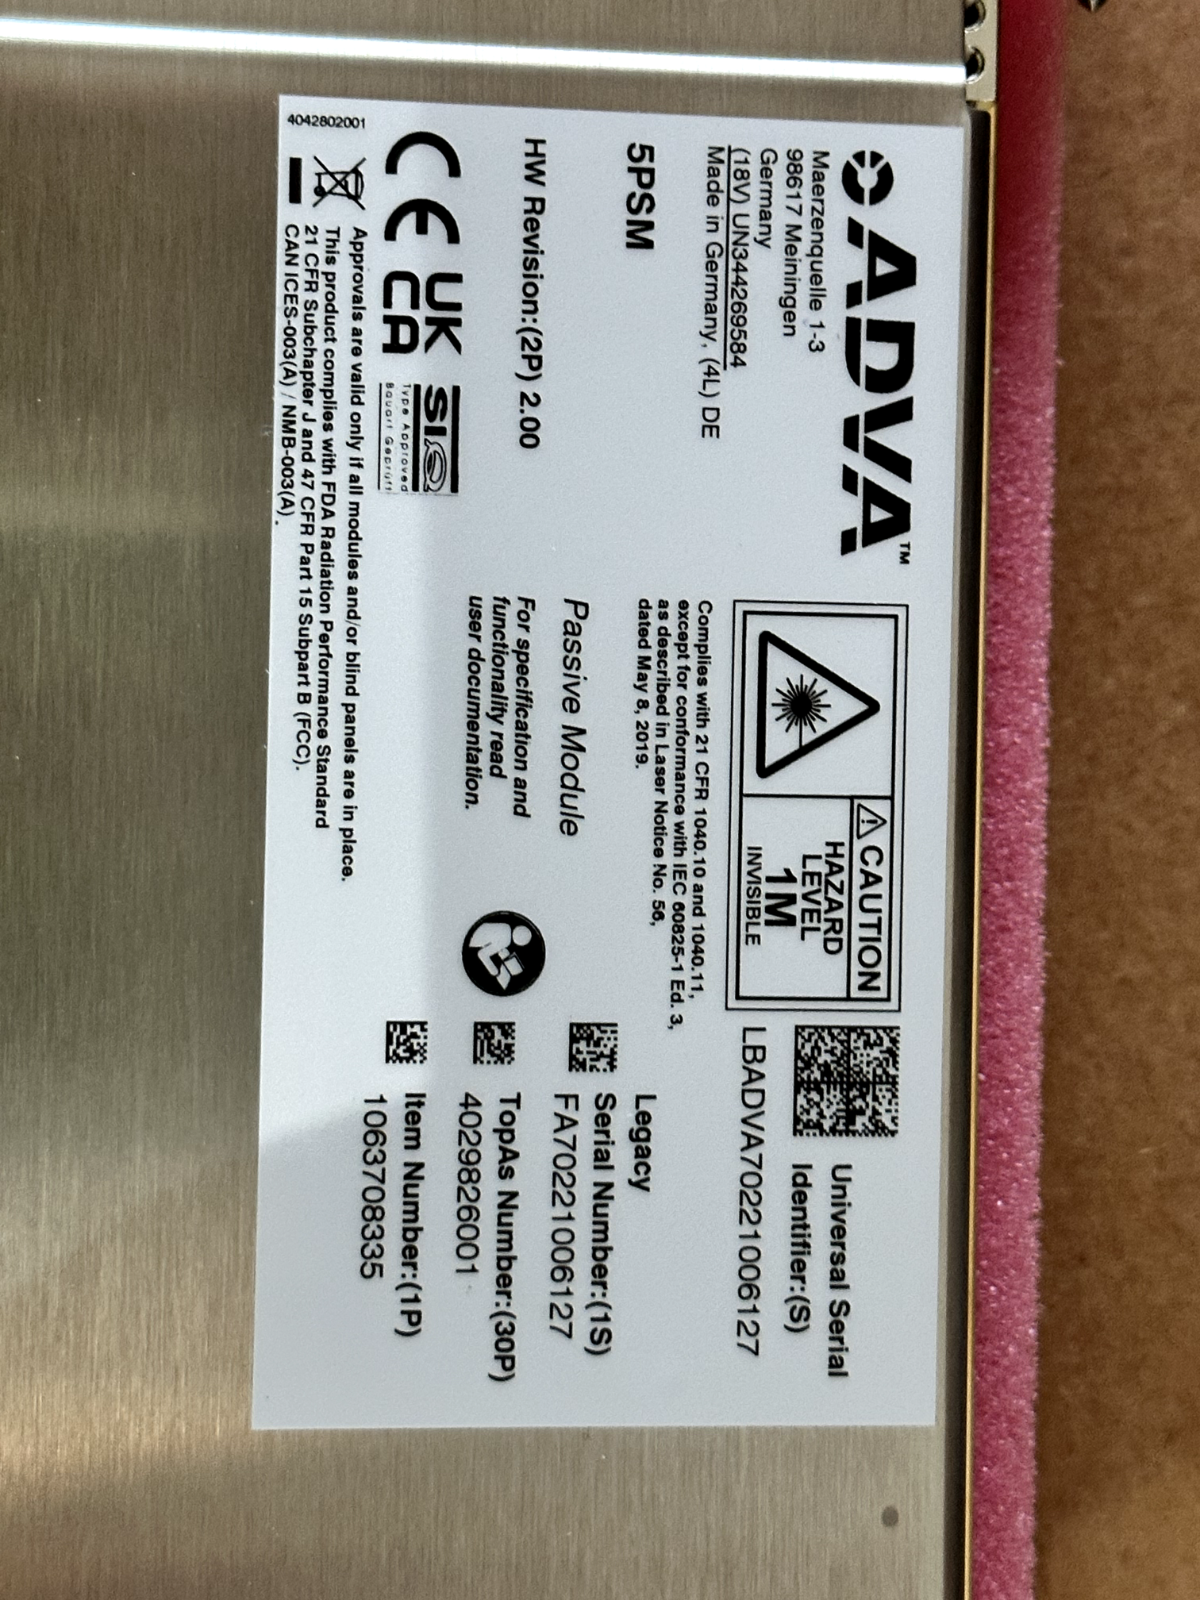 ADVA™
Maerzenquelle 1-3
98617 Meiningen
Germany
(18V) UN344269584
Made in Germany, (4L) DE
5PSM
HW Revision:(2P) 2.00
CE
UK
CA
SIQ
Type Approved
Bauart Geprüft
CAUTION
HAZARD
LEVEL
1M
INVISIBLE
Complies with 21 CFR 1040.10 and 1040.11,
except for conformance with IEC 60825-1 Ed. 3,
as described in Laser Notice No. 56,
dated May 8, 2019.
Passive Module
For specification and
functionality read
user documentation.
Universal Serial
Identifier:(S)
LBADVA70221006127
Legacy
Serial Number:(1S)
FA70221006127
TopAs Number:(30P)
4029826001
Item Number:(1P)
1063708335
Approvals are valid only if all modules and/or blind panels are in place.
This product complies with FDA Radiation Performance Standard
21 CFR Subchapter J and 47 CFR Part 15 Subpart B (FCC).
CAN ICES-003(A) / NMB-003(A).
4042802001